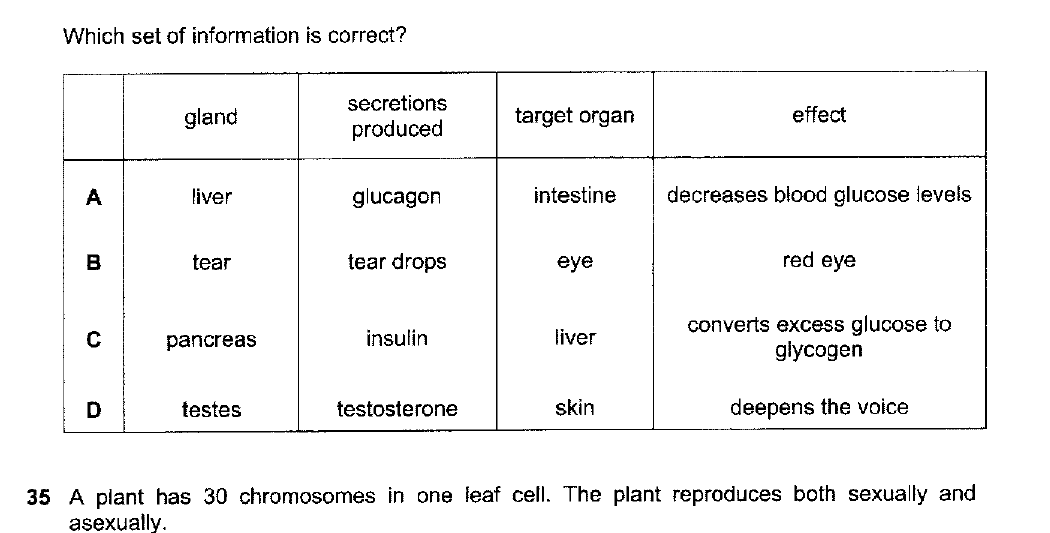 Which set of information is correct?
gland secretions produced target organ effect
A liver glucagon intestine decreases blood glucose levels
B tear tear drops eye red eye
C pancreas insulin liver converts excess glucose to glycogen
D testes testosterone skin deepens the voice
35 A plant has 30 chromosomes in one leaf cell. The plant reproduces both sexually and
asexually.